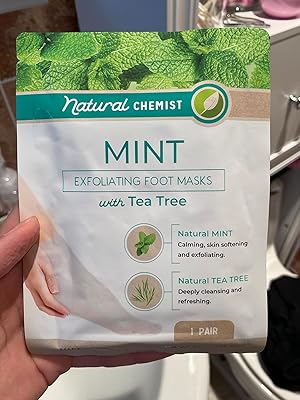 natural CHEMIST
MINT
EXFOLIATING FOOT MASKS
with Tea Tree
Natural MINT
Calming, skin softening
and exfoliating.
Natural TEA TREE
Deeply cleansing and
refreshing.
1 PAIR